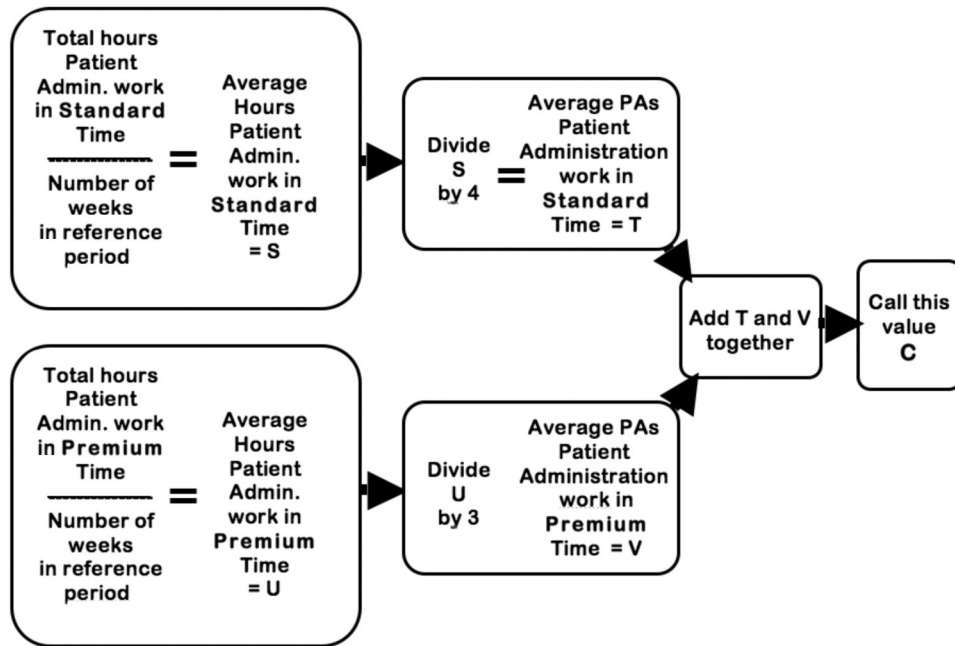 Total hours
Patient
Admin. work
in Standard
Time
Number of
weeks
in reference
period
=
Average
Hours
Patient
Admin.
work in
Standard
Time
= S
Divide
S
by 4
=
Average PAs
Patient
Administration
work in
Standard
Time = T
Add T and V
together
Call this
value
C
Total hours
Patient
Admin. work
in Premium
Time
Number of
weeks
in reference
period
=
Average
Hours
Patient
Admin.
work in
Premium
Time
= U
Divide
U
by 3
Average PAs
Patient
Administration
work in
Premium
Time = V